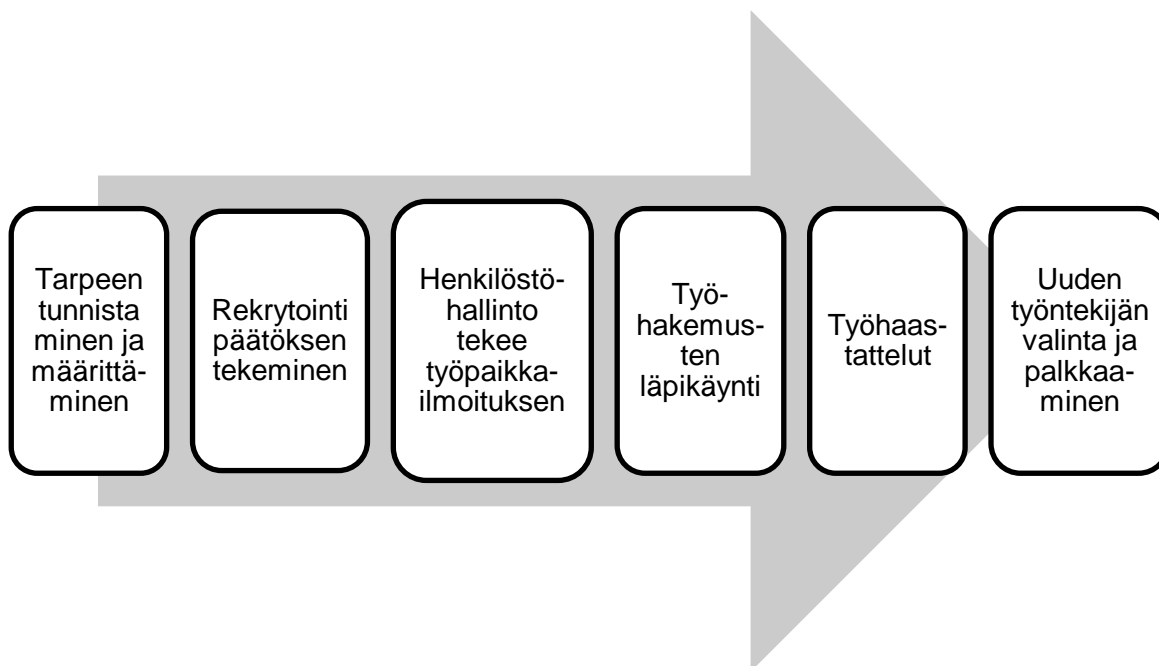 Tarpeen
tunnista
minen ja
määrittä-
minen
Rekrytointi
päätöksen
tekeminen
Henkilöstö-
hallinto
tekee
työpaikka-
ilmoituksen
Työ-
hakemus-
ten
läpikäynti
Työhaas-
tattelut
Uuden
työntekijän
valinta ja
palkkaa-
minen